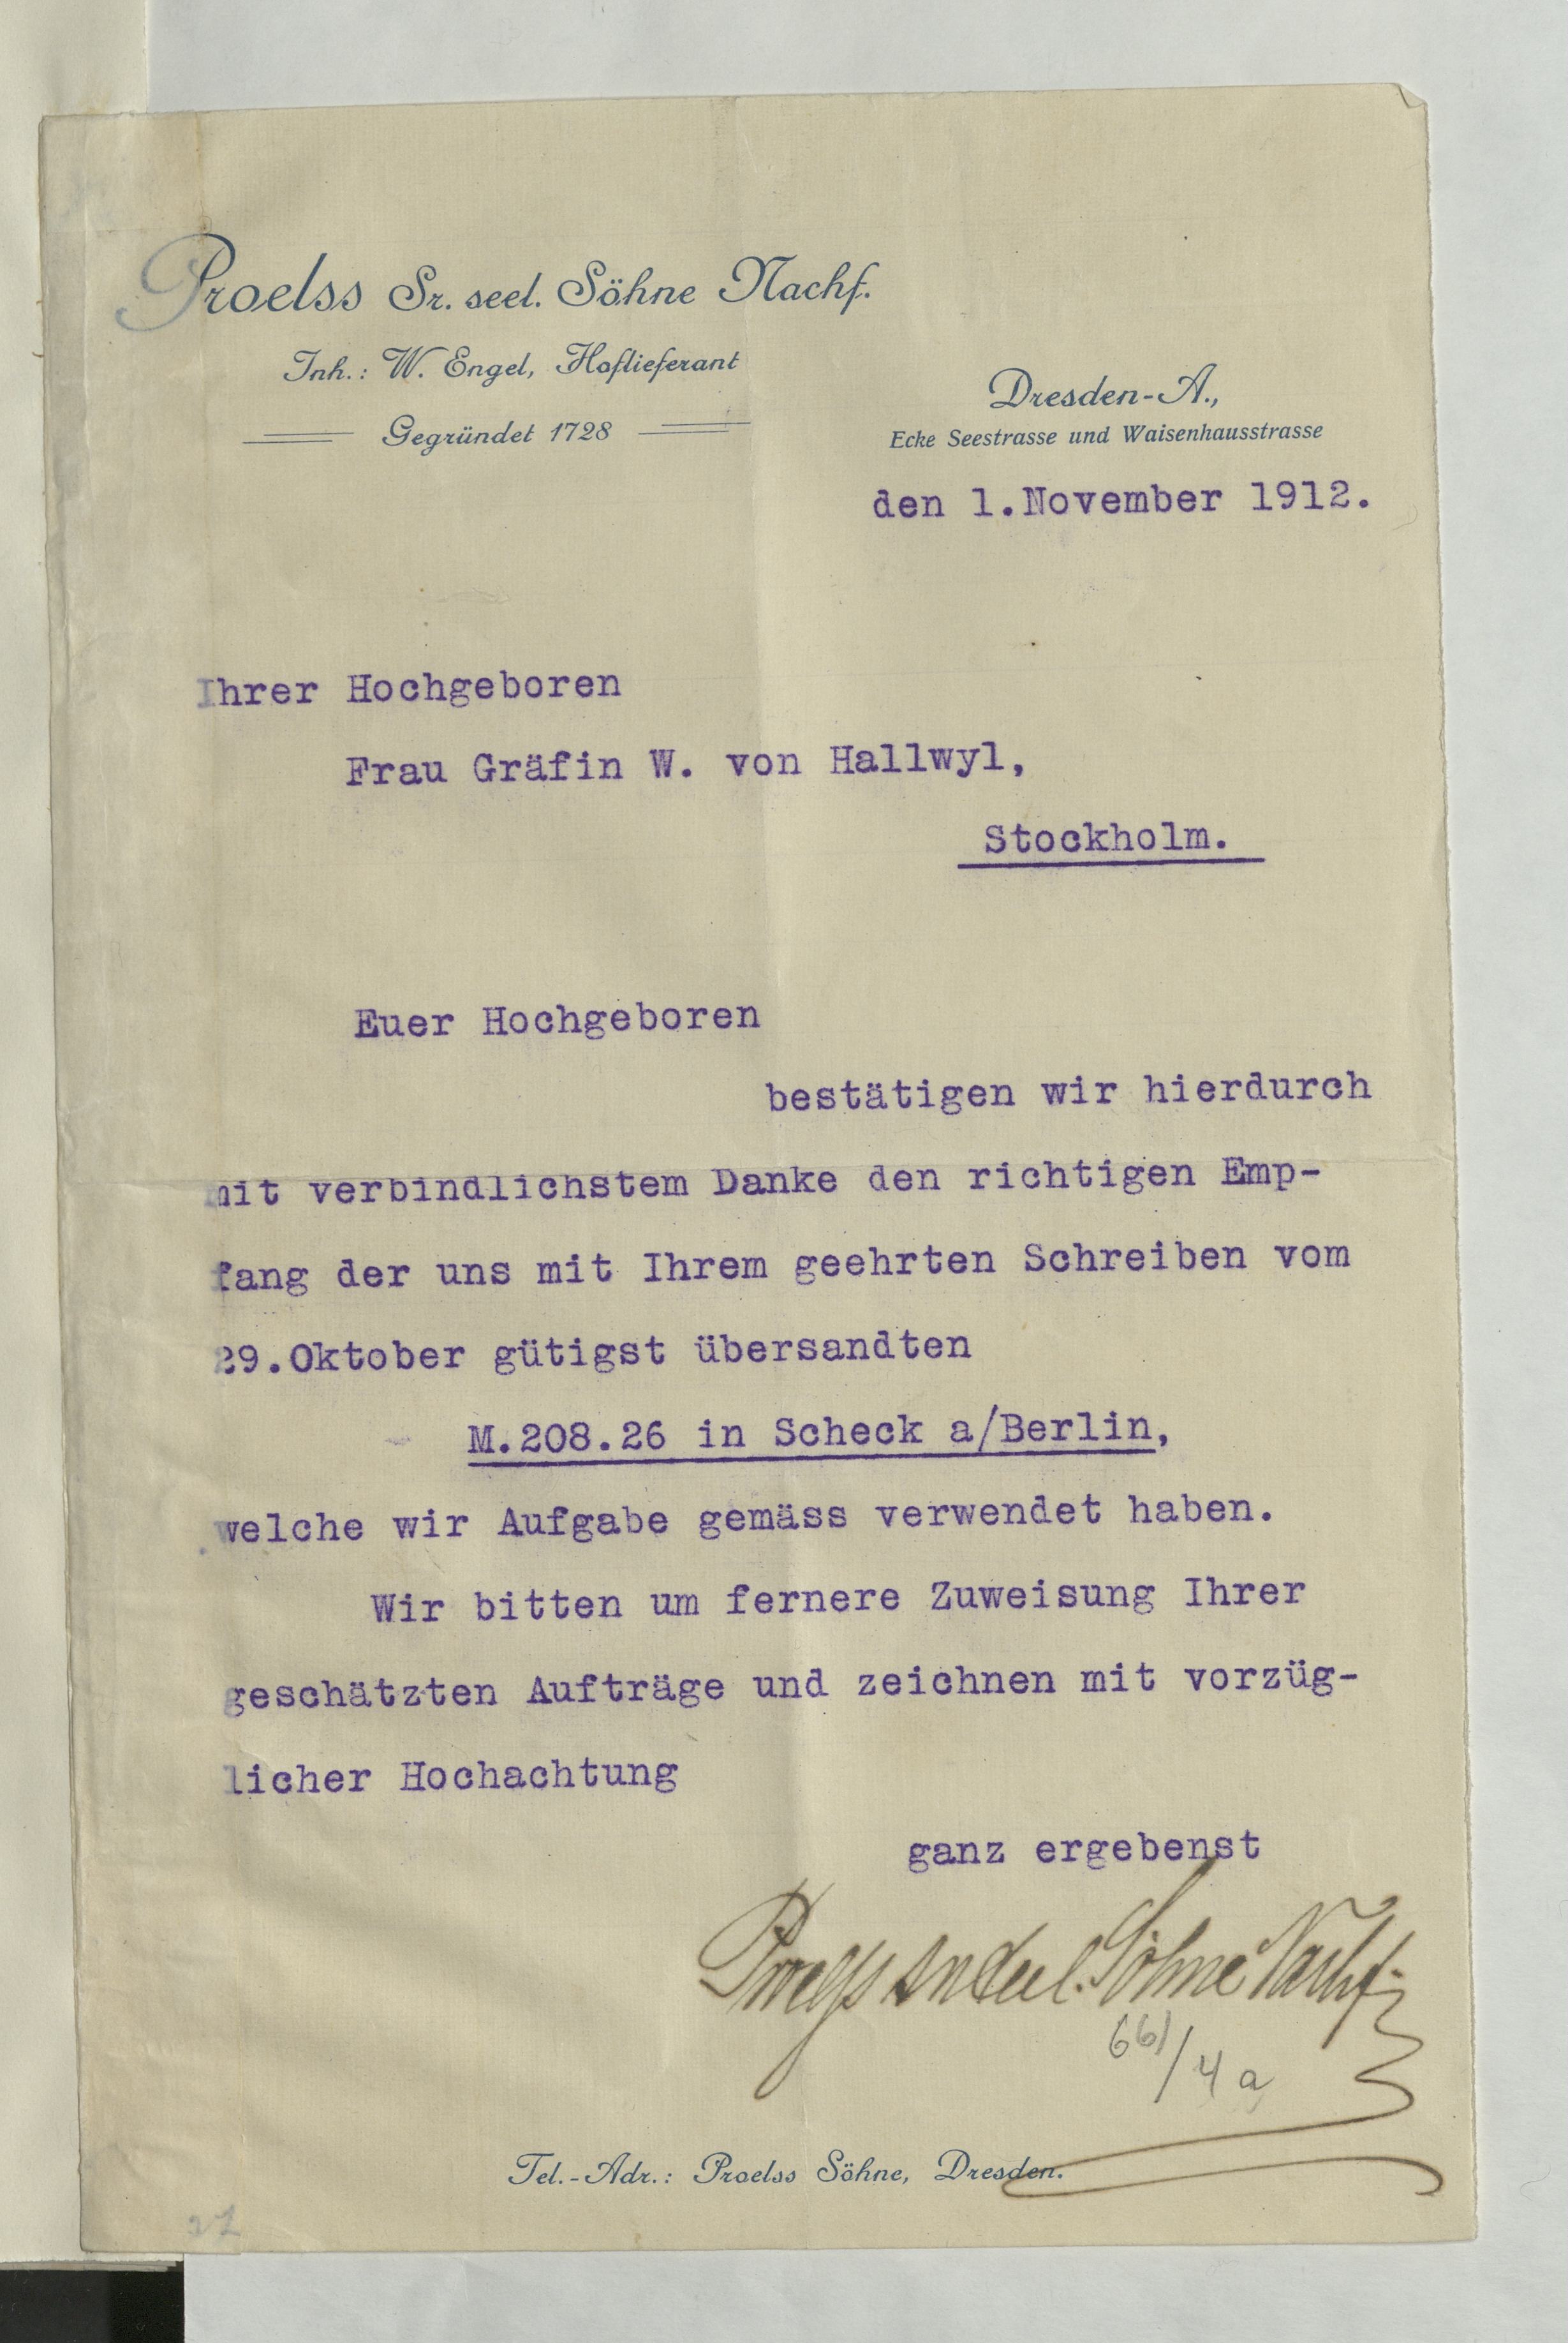 Proelss Sr. seel. Söhne Nachf.
Inh.: W. Engel, Hoflieferant
Gegründet 1728
Dresden-A.,
Ecke Seestrasse und Waisenhausstrasse
den 1.November 1912.
Ihrer Hochgeboren
Frau Gräfin W. von Hallwyl,
Stockholm.
Euer Hochgeboren
bestätigen wir hierdurch
mit verbindlichstem Danke den richtigen Emp-
fang der uns mit Ihrem geehrten Schreiben vom
29.Oktober gütigst übersandten
M.208.26 in Scheck a/Berlin,
welche wir Aufgabe gemäss verwendet haben.
Wir bitten um fernere Zuweisung Ihrer
geschätzten Aufträge und zeichnen mit vorzüg-
licher Hochachtung
ganz ergebenst
Proelss Sr. seel. Söhne Nachf.
661/4 a
Tel.-Adr.: Proelss Söhne, Dresden.